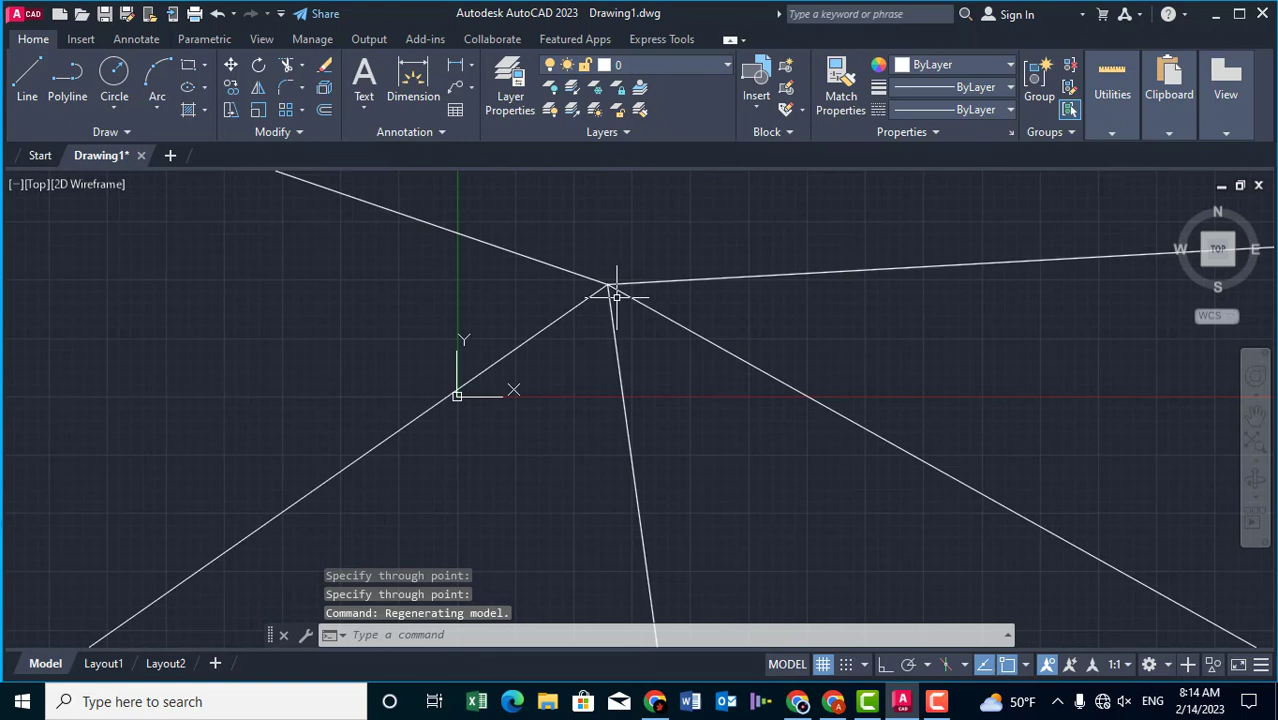 CAD
Share
Autodesk AutoCAD 2023 Drawing1.dwg
Type a keyword or phrase
Sign In
Home Insert Annotate Parametric View Manage Output Add-ins Collaborate Featured Apps Express Tools
Line Polyline Circle Arc
Draw
Modify
Text Dimension
Annotation
Layer Properties
0
Layers
Insert
Block
Match Properties
ByLayer
ByLayer
ByLayer
Properties
Group
Groups
Utilities
Clipboard
View
Start
Drawing1*
[−][Top][2D Wireframe]
N
W TOP E
S
WCS
Y
X
Specify through point:
Specify through point:
Command: Regenerating model.
Type a command
Model Layout1 Layout2
MODEL
1:1
Type here to search
50°F
ENG
8:14 AM
2/14/2023